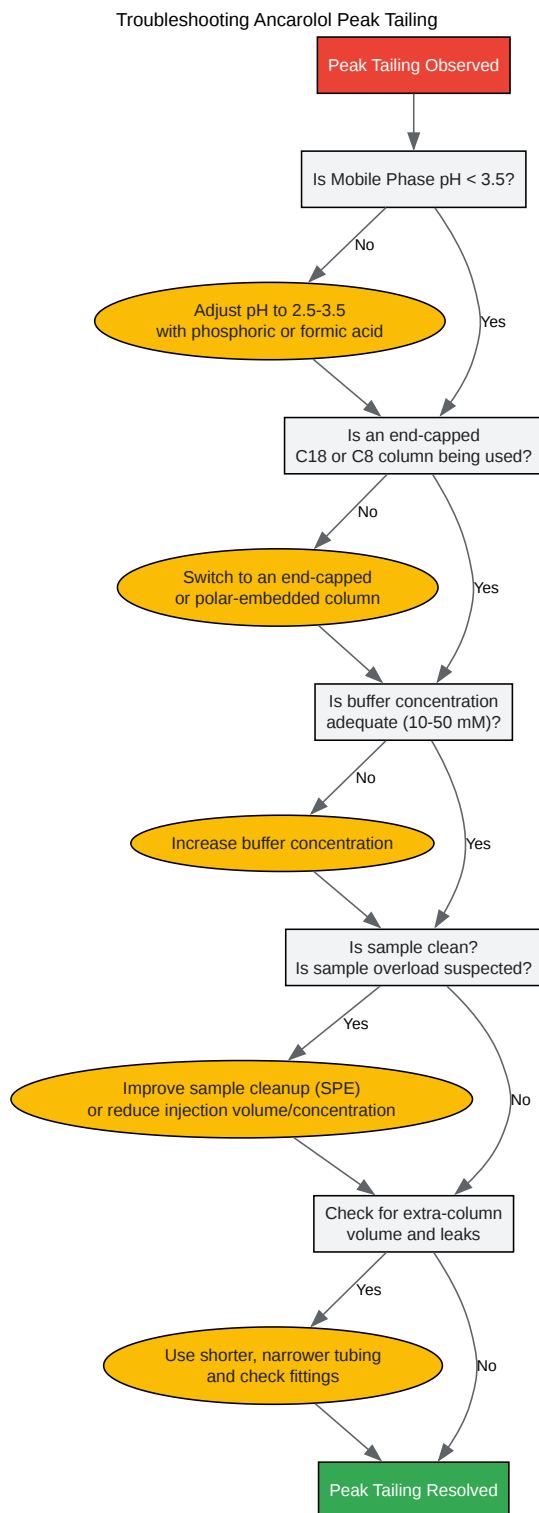 Troubleshooting Ancarolol Peak Tailing
Peak Tailing Observed
Is Mobile Phase pH < 3.5?
No
Yes
Adjust pH to 2.5-3.5
with phosphoric or formic acid
Is an end-capped
C18 or C8 column being used?
No
Yes
Switch to an end-capped
or polar-embedded column
Is buffer concentration
adequate (10-50 mM)?
No
Yes
Increase buffer concentration
Is sample clean?
Is sample overload suspected?
Yes
No
Improve sample cleanup (SPE)
or reduce injection volume/concentration
Check for extra-column
volume and leaks
Yes
No
Use shorter, narrower tubing
and check fittings
Peak Tailing Resolved